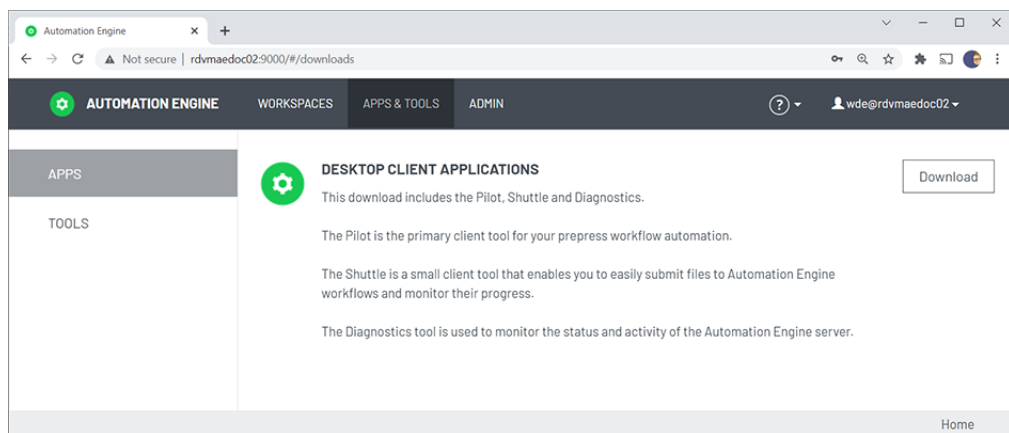 Automation Engine
Not secure | rdvmaedoc02:9000/#/downloads
AUTOMATION ENGINE WORKSPACES APPS & TOOLS ADMIN ? wde@rdvmaedoc02
APPS
TOOLS
DESKTOP CLIENT APPLICATIONS
Download
This download includes the Pilot, Shuttle and Diagnostics.
The Pilot is the primary client tool for your prepress workflow automation.
The Shuttle is a small client tool that enables you to easily submit files to Automation Engine
workflows and monitor their progress.
The Diagnostics tool is used to monitor the status and activity of the Automation Engine server.
Home